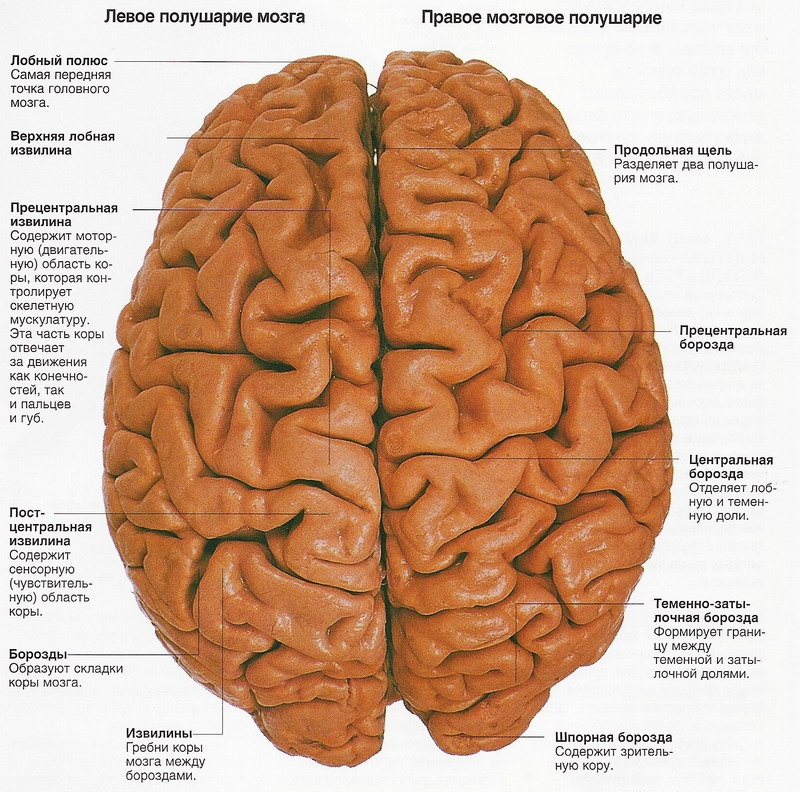 Левое полушарие мозга
Правое мозговое полушарие
Лобный полюс
Самая передняя
точка головного
мозга.
Верхняя лобная
извилина
Прецентральная
извилина
Содержит мотор-
ную (двигатель-
ную) область ко-
ры, которая кон-
тролирует
скелетную
мускулатуру.
Эта часть коры
отвечает
за движения
как конечно-
стей, так
и пальцев
и губ.
Пост-
центральная
извилина
Содержит
сенсорную
(чувствитель-
ную) область
коры.
Борозды
Образуют складки
коры мозга.
Извилины
Гребни коры
мозга между
бороздами.
Продольная щель
Разделяет два полуша-
рия мозга.
Прецентральная
борозда
Центральная
борозда
Отделяет лоб-
ную и темен-
ную доли.
Теменно-заты-
лочная борозда
Формирует грани-
цу между
теменной и заты-
лочной долями.
Шпорная борозда
Содержит зритель-
ную кору.